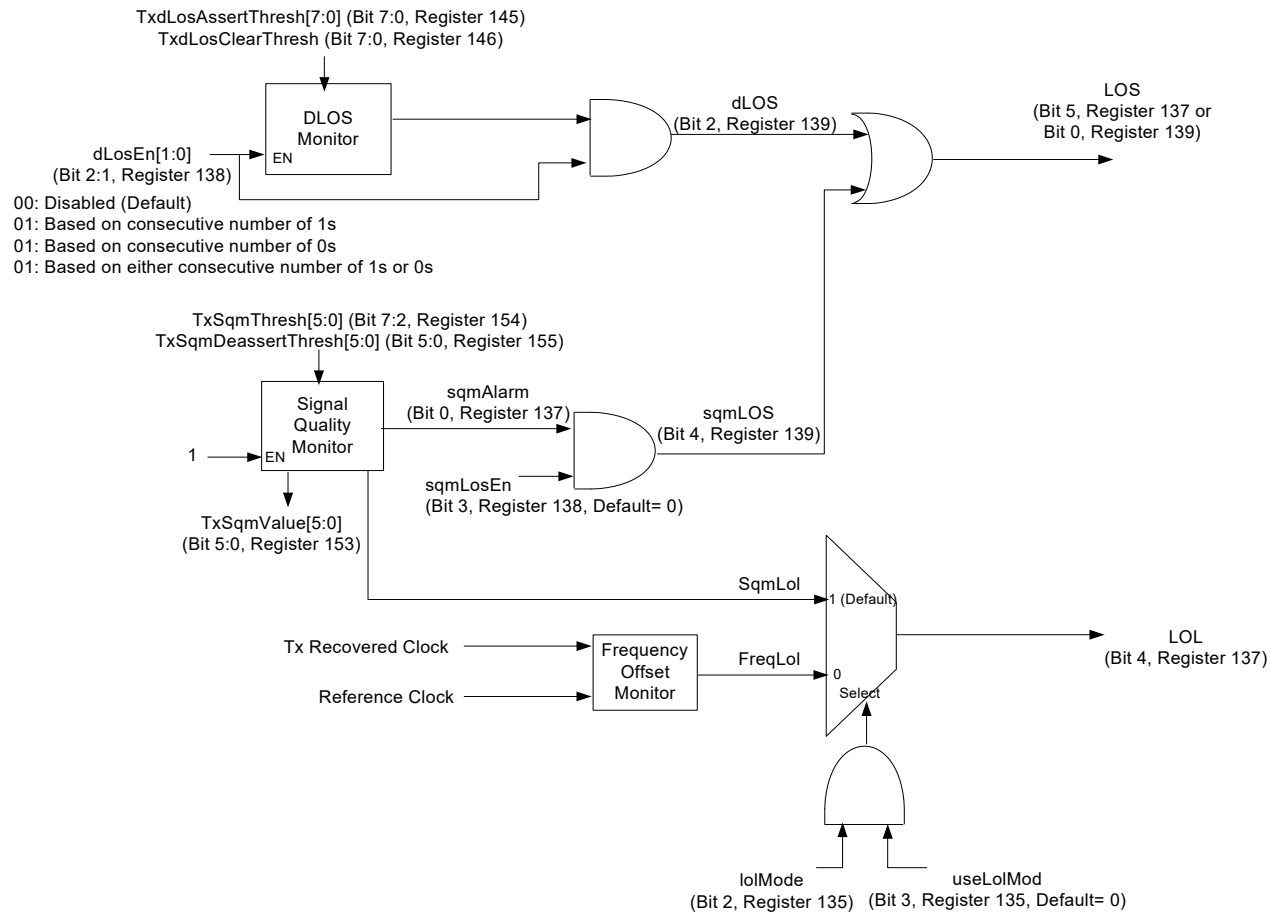 TxdLosAssertThresh[7:0] (Bit 7:0, Register 145)
TxdLosClearThresh (Bit 7:0, Register 146)
DLOS
Monitor
EN
dLosEn[1:0]
(Bit 2:1, Register 138)
00: Disabled (Default)
01: Based on consecutive number of 1s
01: Based on consecutive number of 0s
01: Based on either consecutive number of 1s or 0s
dLOS
(Bit 2, Register 139)
LOS
(Bit 5, Register 137 or
Bit 0, Register 139)
TxSqmThresh[5:0] (Bit 7:2, Register 154)
TxSqmDeassertThresh[5:0] (Bit 5:0, Register 155)
Signal
Quality
Monitor
1
EN
sqmAlarm
(Bit 0, Register 137)
sqmLOS
(Bit 4, Register 139)
sqmLosEn
(Bit 3, Register 138, Default= 0)
TxSqmValue[5:0]
(Bit 5:0, Register 153)
SqmLol
1 (Default)
Tx Recovered Clock
Reference Clock
Frequency
Offset
Monitor
FreqLol
0
Select
LOL
(Bit 4, Register 137)
lolMode
(Bit 2, Register 135)
useLolMod
(Bit 3, Register 135, Default= 0)